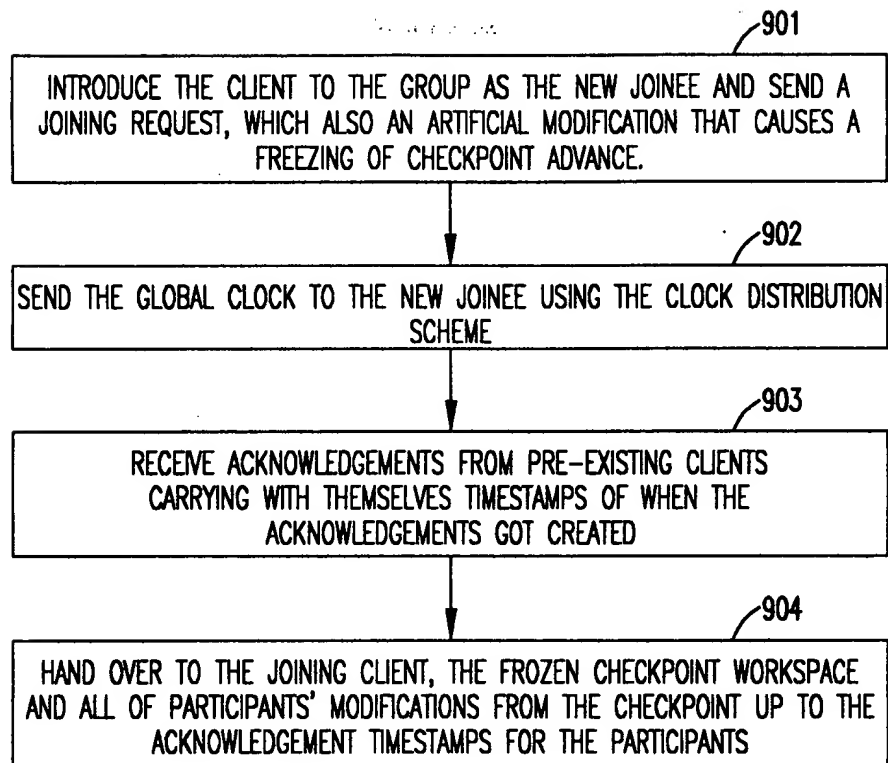 901
INTRODUCE THE CLIENT TO THE GROUP AS THE NEW JOINEE AND SEND A
JOINING REQUEST, WHICH ALSO AN ARTIFICIAL MODIFICATION THAT CAUSES A
FREEZING OF CHECKPOINT ADVANCE.
902
SEND THE GLOBAL CLOCK TO THE NEW JOINEE USING THE CLOCK DISTRIBUTION
SCHEME
903
RECEIVE ACKNOWLEDGEMENTS FROM PRE-EXISTING CLIENTS
CARRYING WITH THEMSELVES TIMESTAMPS OF WHEN THE
ACKNOWLEDGEMENTS GOT CREATED
904
HAND OVER TO THE JOINING CLIENT, THE FROZEN CHECKPOINT WORKSPACE
AND ALL OF PARTICIPANTS' MODIFICATIONS FROM THE CHECKPOINT UP TO THE
ACKNOWLEDGEMENT TIMESTAMPS FOR THE PARTICIPANTS